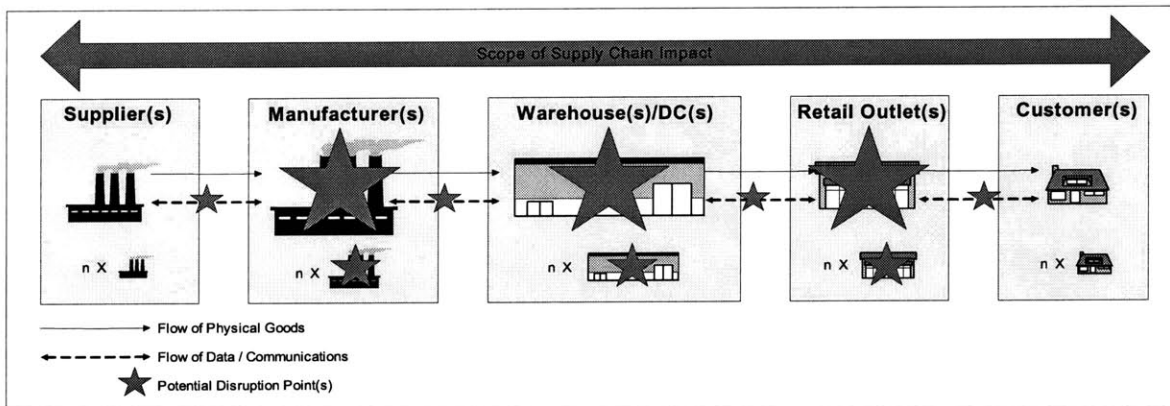 Scope of Supply Chain Impact
Supplier(s)
Manufacturer(s)
Warehouse(s)/DC(s)
Retail Outlet(s)
Customer(s)
n X
n X
n X
n X
n X
Flow of Physical Goods
Flow of Data / Communications
Potential Disruption Point(s)